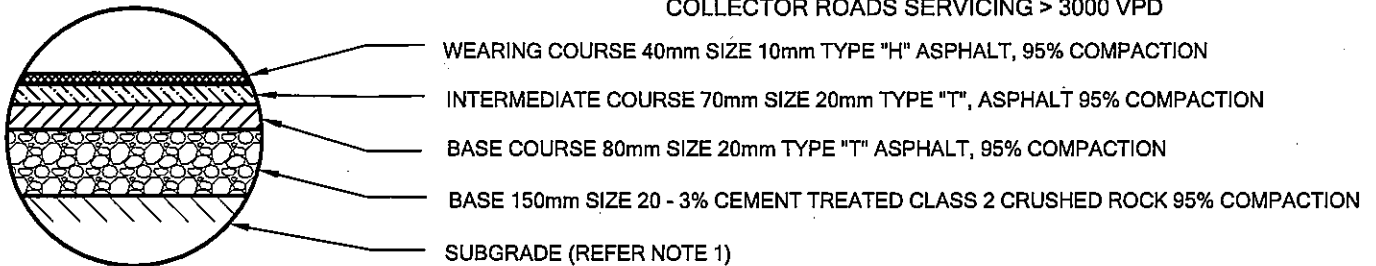 COLLECTOR ROADS SERVICING > 3000 VPD
WEARING COURSE 40mm SIZE 10mm TYPE "H" ASPHALT, 95% COMPACTION
INTERMEDIATE COURSE 70mm SIZE 20mm TYPE "T", ASPHALT 95% COMPACTION
BASE COURSE 80mm SIZE 20mm TYPE "T" ASPHALT, 95% COMPACTION
BASE 150mm SIZE 20 - 3% CEMENT TREATED CLASS 2 CRUSHED ROCK 95% COMPACTION
SUBGRADE (REFER NOTE 1)